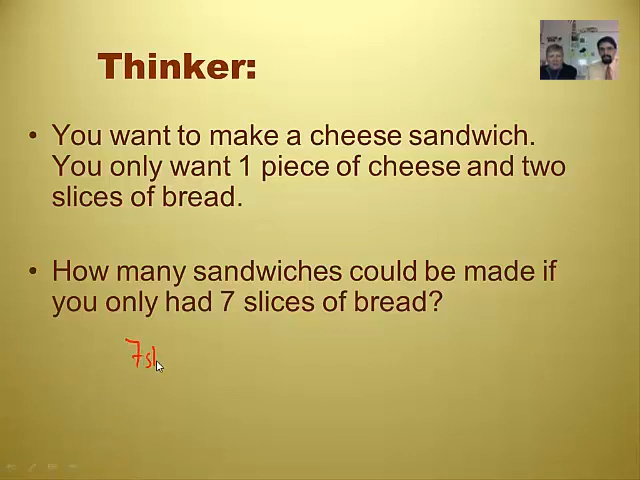 Thinker:
• You want to make a cheese sandwich.
You only want 1 piece of cheese and two
slices of bread.
• How many sandwiches could be made if
you only had 7 slices of bread?
7sl